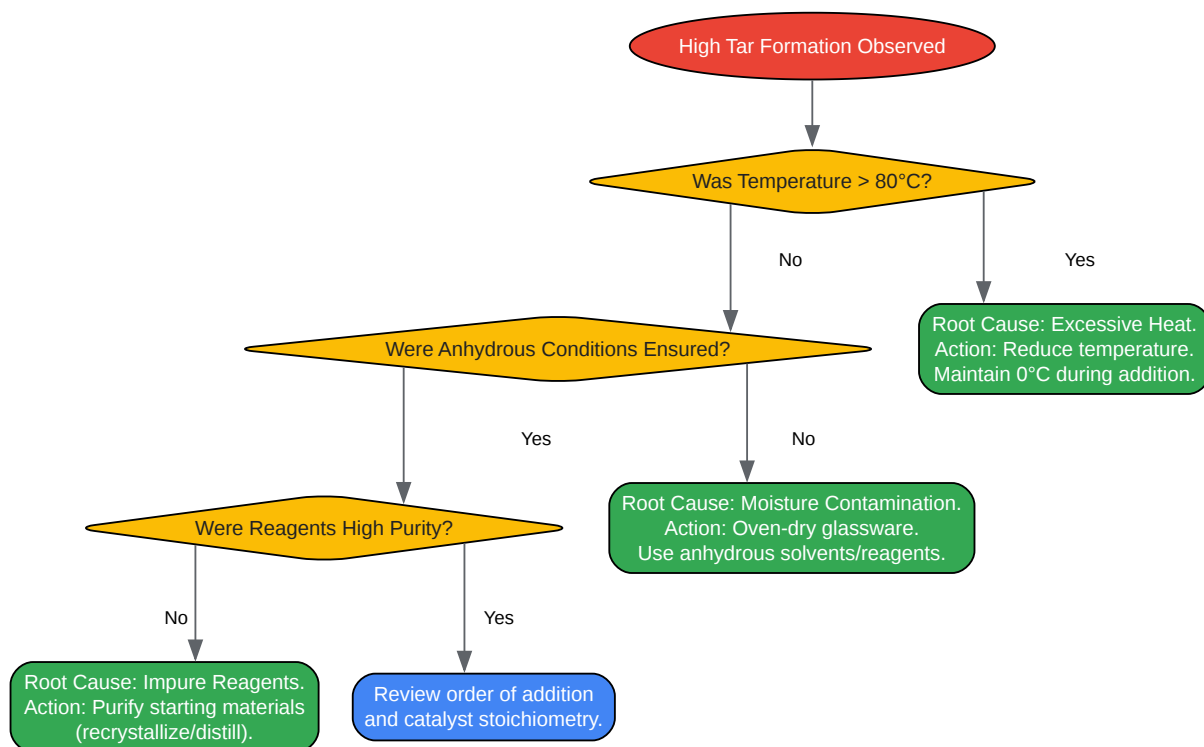 High Tar Formation Observed
Was Temperature > 80°C?
No
Yes
Root Cause: Excessive Heat.
Action: Reduce temperature.
Maintain 0°C during addition.
Were Anhydrous Conditions Ensured?
Yes
No
Root Cause: Moisture Contamination.
Action: Oven-dry glassware.
Use anhydrous solvents/reagents.
Were Reagents High Purity?
No
Yes
Root Cause: Impure Reagents.
Action: Purify starting materials
(recrystallize/distill).
Review order of addition
and catalyst stoichiometry.